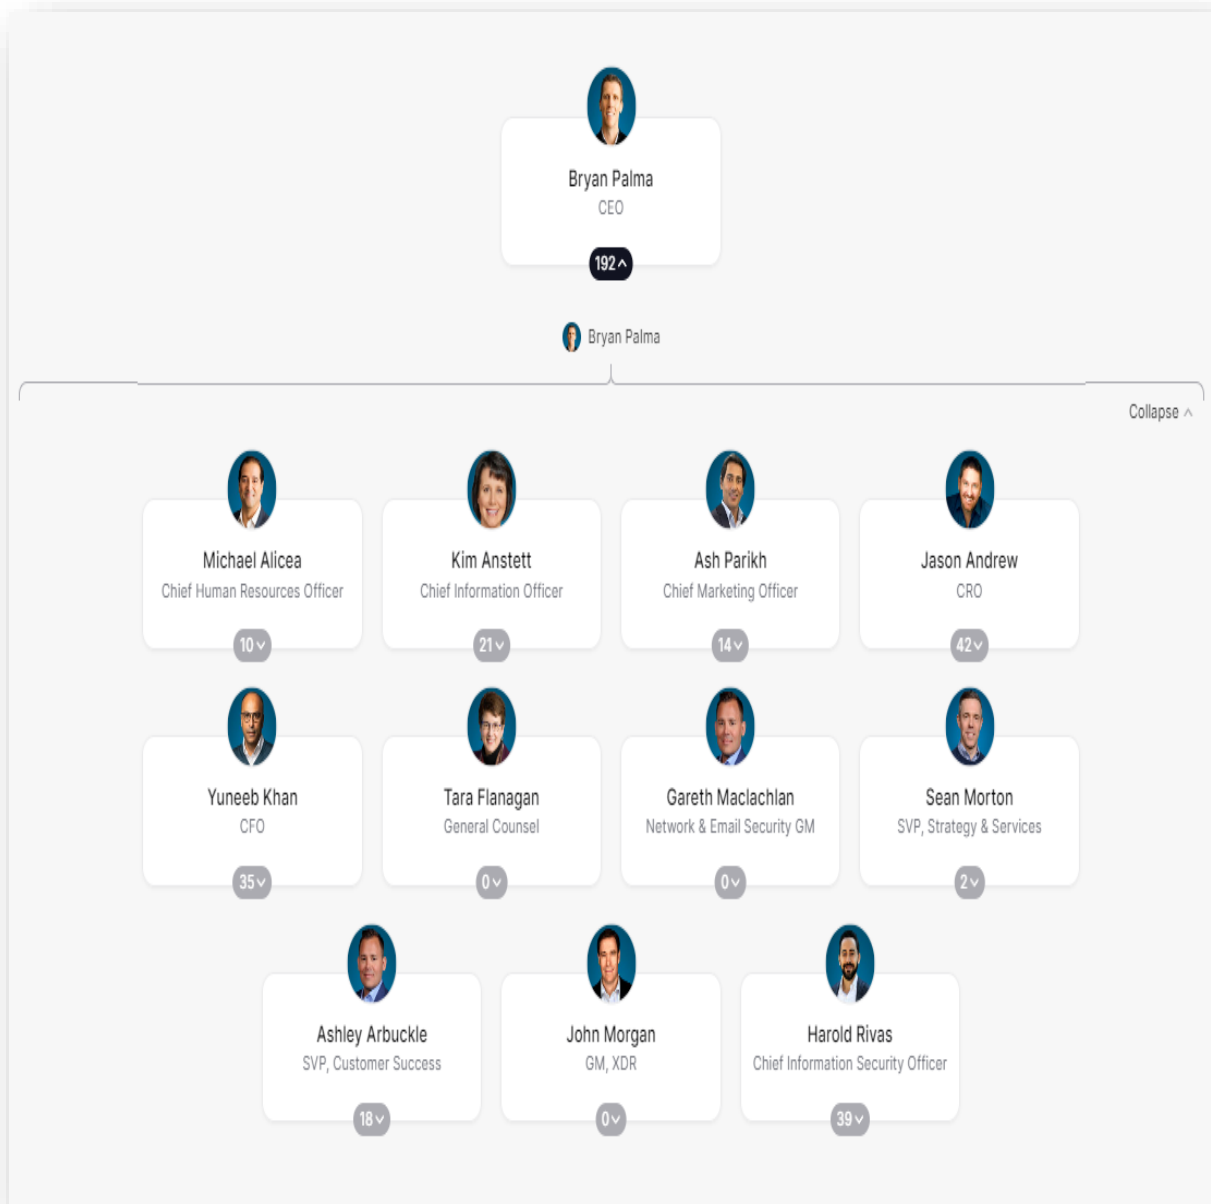 Bryan Palma
CEO
192
Bryan Palma
Collapse
Michael Alicea
Chief Human Resources Officer
10
Kim Anstett
Chief Information Officer
21
Ash Parikh
Chief Marketing Officer
14
Jason Andrew
CRO
42
Yuneeb Khan
CFO
35
Tara Flanagan
General Counsel
0
Gareth Maclachlan
Network & Email Security GM
0
Sean Morton
SVP, Strategy & Services
2
Ashley Arbuckle
SVP, Customer Success
18
John Morgan
GM, XDR
0
Harold Rivas
Chief Information Security Officer
39